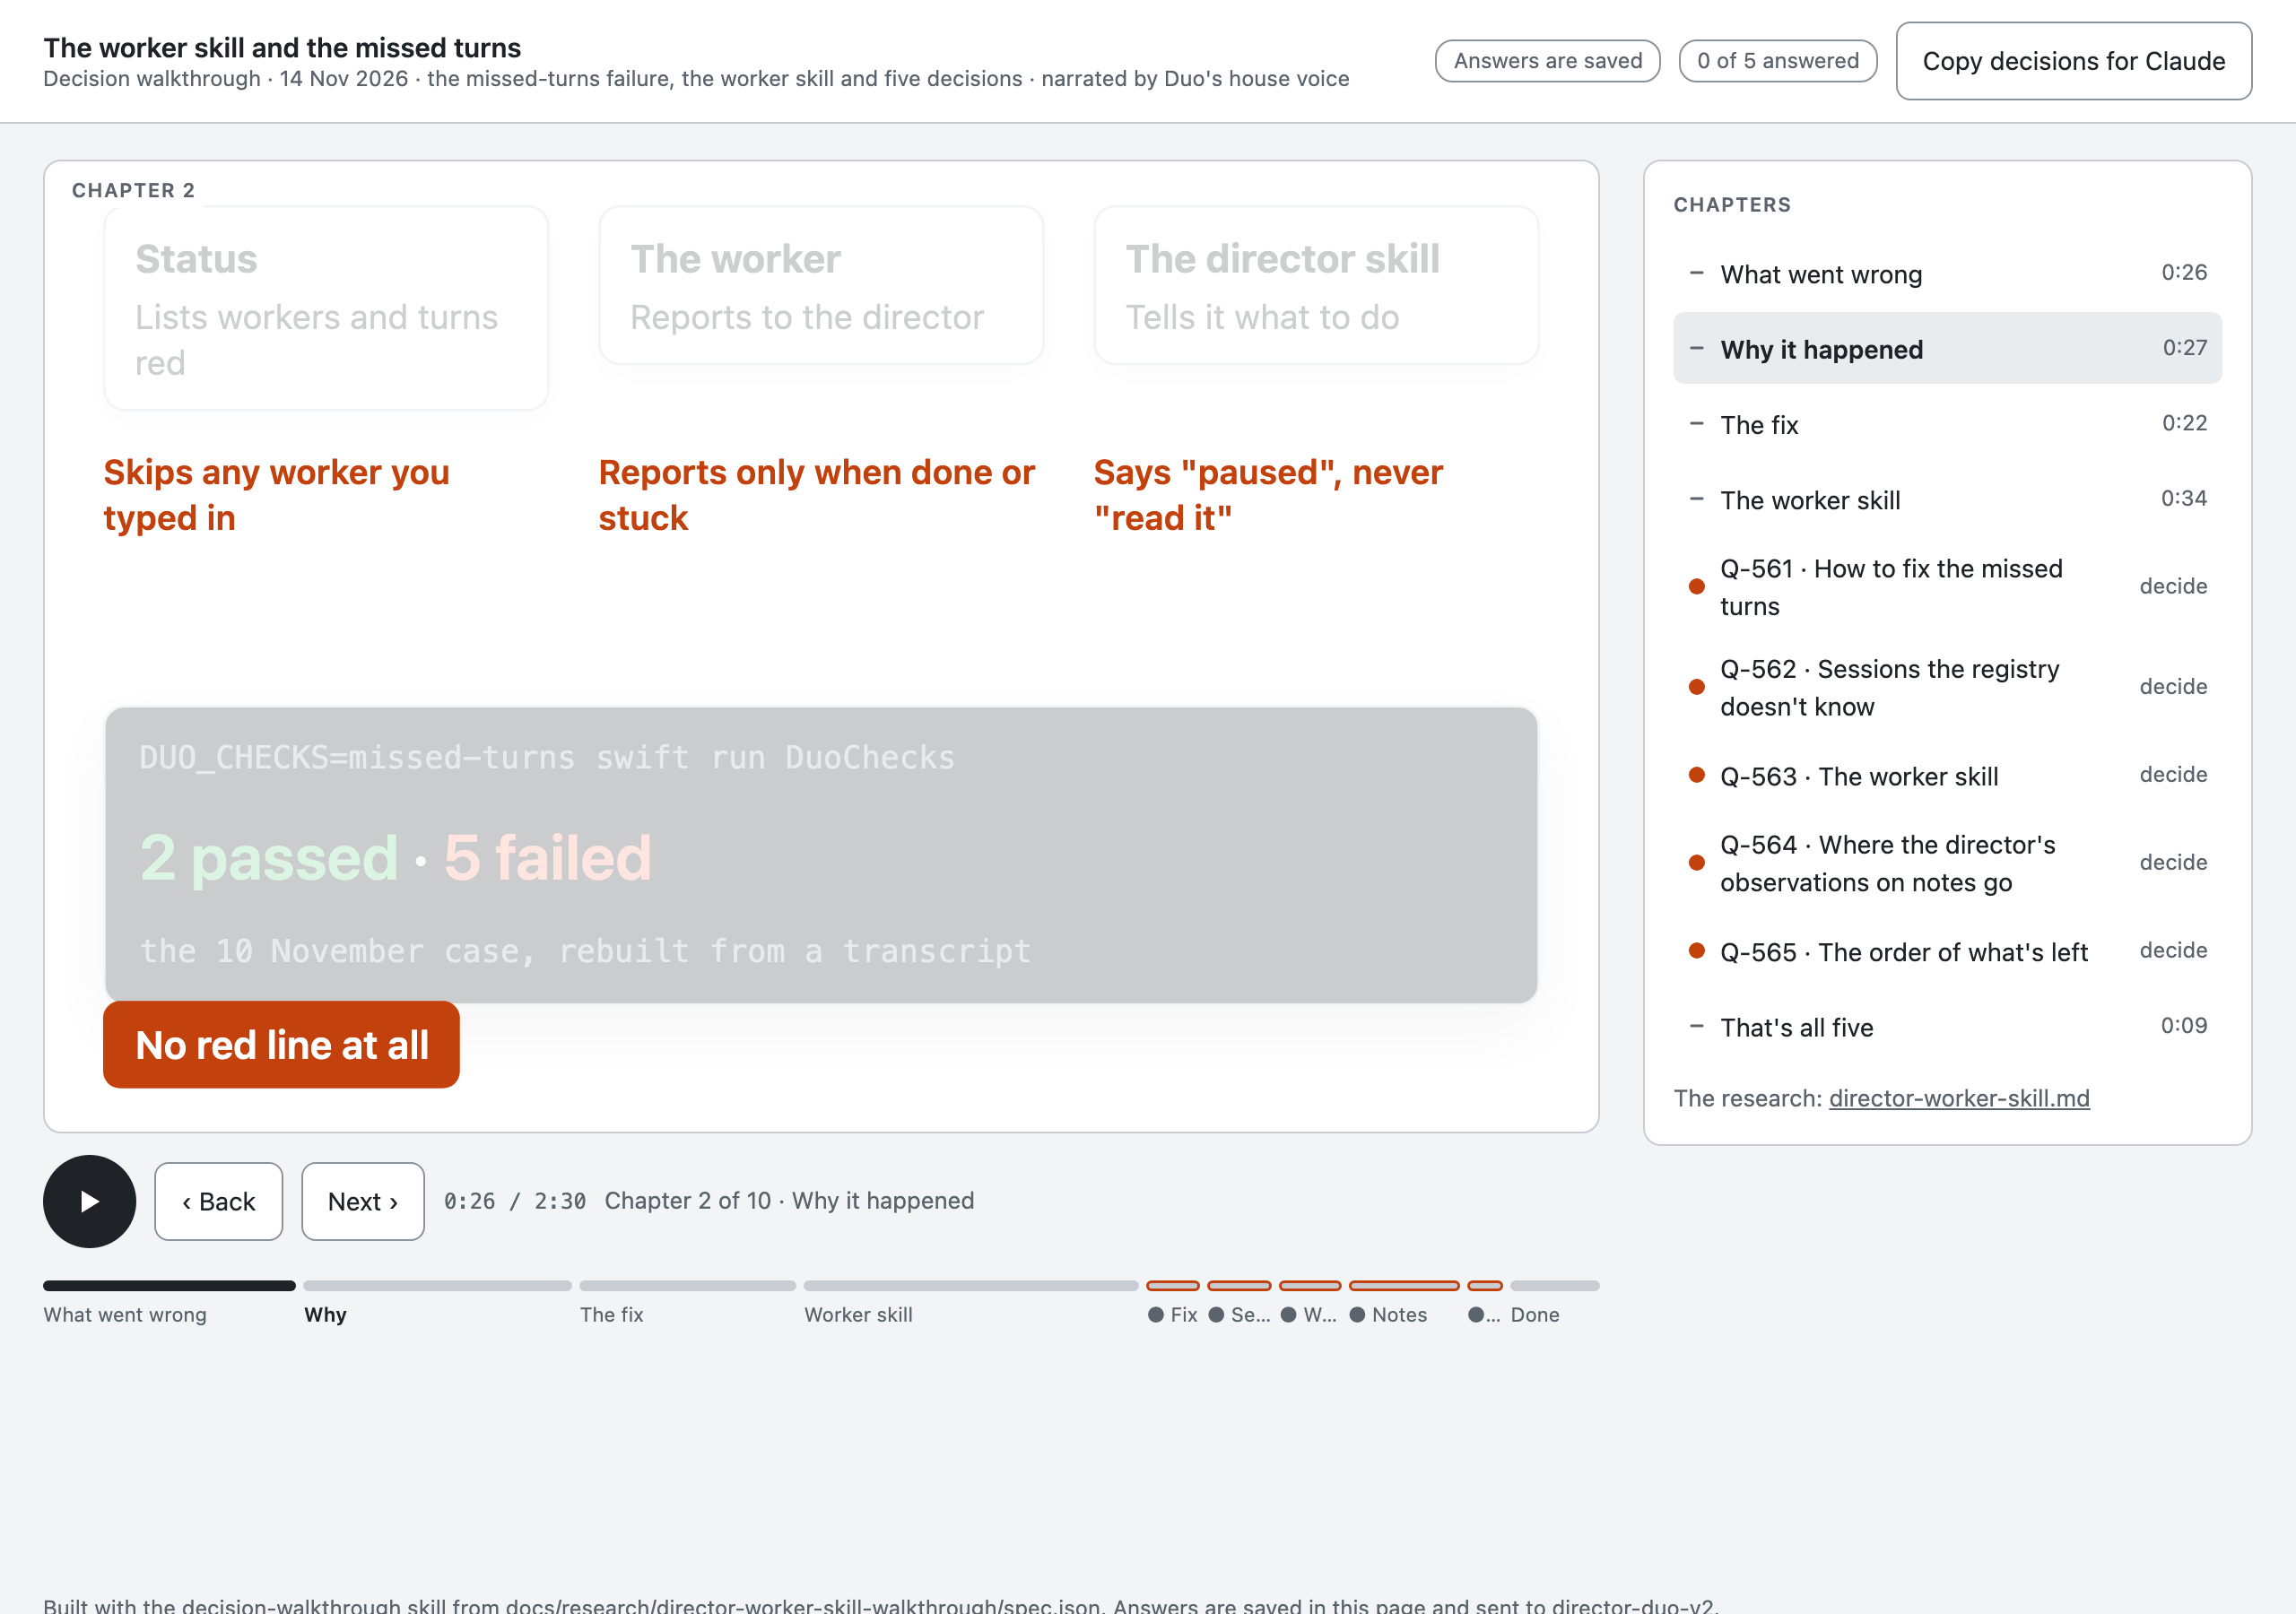 The worker skill and the missed turns
Decision walkthrough · 14 Nov 2026 · the missed-turns failure, the worker skill and five decisions · narrated by Duo's house voice
Answers are saved
0 of 5 answered
Copy decisions for Claude
CHAPTER 2
Status
Lists workers and turns
red
The worker
Reports to the director
The director skill
Tells it what to do
Skips any worker you
typed in
Reports only when done or
stuck
Says "paused", never
"read it"
DUO_CHECKS=missed-turns swift run DuoChecks
2 passed · 5 failed
the 10 November case, rebuilt from a transcript
No red line at all
CHAPTERS
– What went wrong 0:26
– Why it happened 0:27
– The fix 0:22
– The worker skill 0:34
Q-561 · How to fix the missed
turns
decide
Q-562 · Sessions the registry
doesn't know
decide
Q-563 · The worker skill decide
Q-564 · Where the director's
observations on notes go
decide
Q-565 · The order of what's left decide
– That's all five 0:09
The research: director-worker-skill.md
‹ Back
Next ›
0:26 / 2:30
Chapter 2 of 10 · Why it happened
What went wrong
Why
The fix
Worker skill
Fix
Se...
W...
Notes
...
Done
Built with the decision-walkthrough skill from docs/research/director-worker-skill-walkthrough/spec.json. Answers are saved in this page and sent to director-duo-v2.